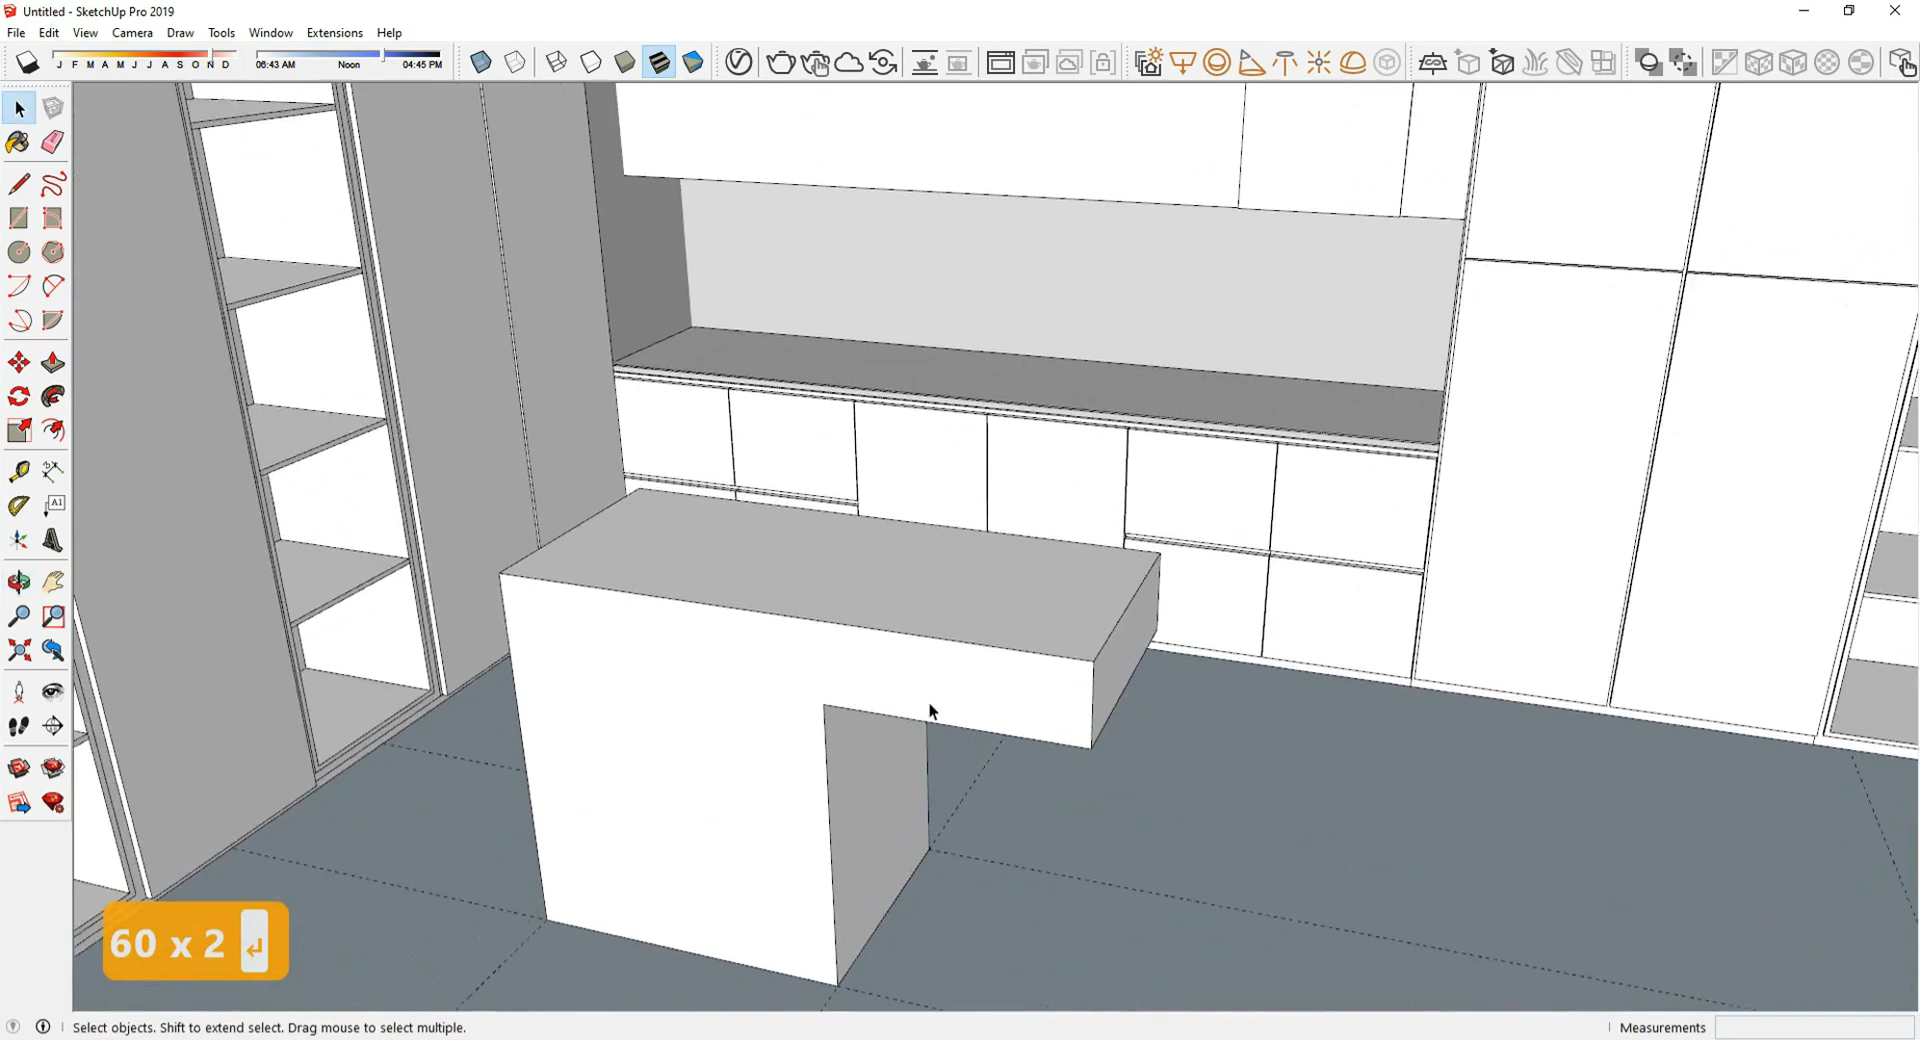 Untitled - SketchUp Pro 2019
File Edit View Camera Draw Tools Window Extensions Help
J F M A M J J A S O N D 06:43 AM Noon 04:45 PM
A1
60 x 2 ↵
Select objects. Shift to extend select. Drag mouse to select multiple. Measurements